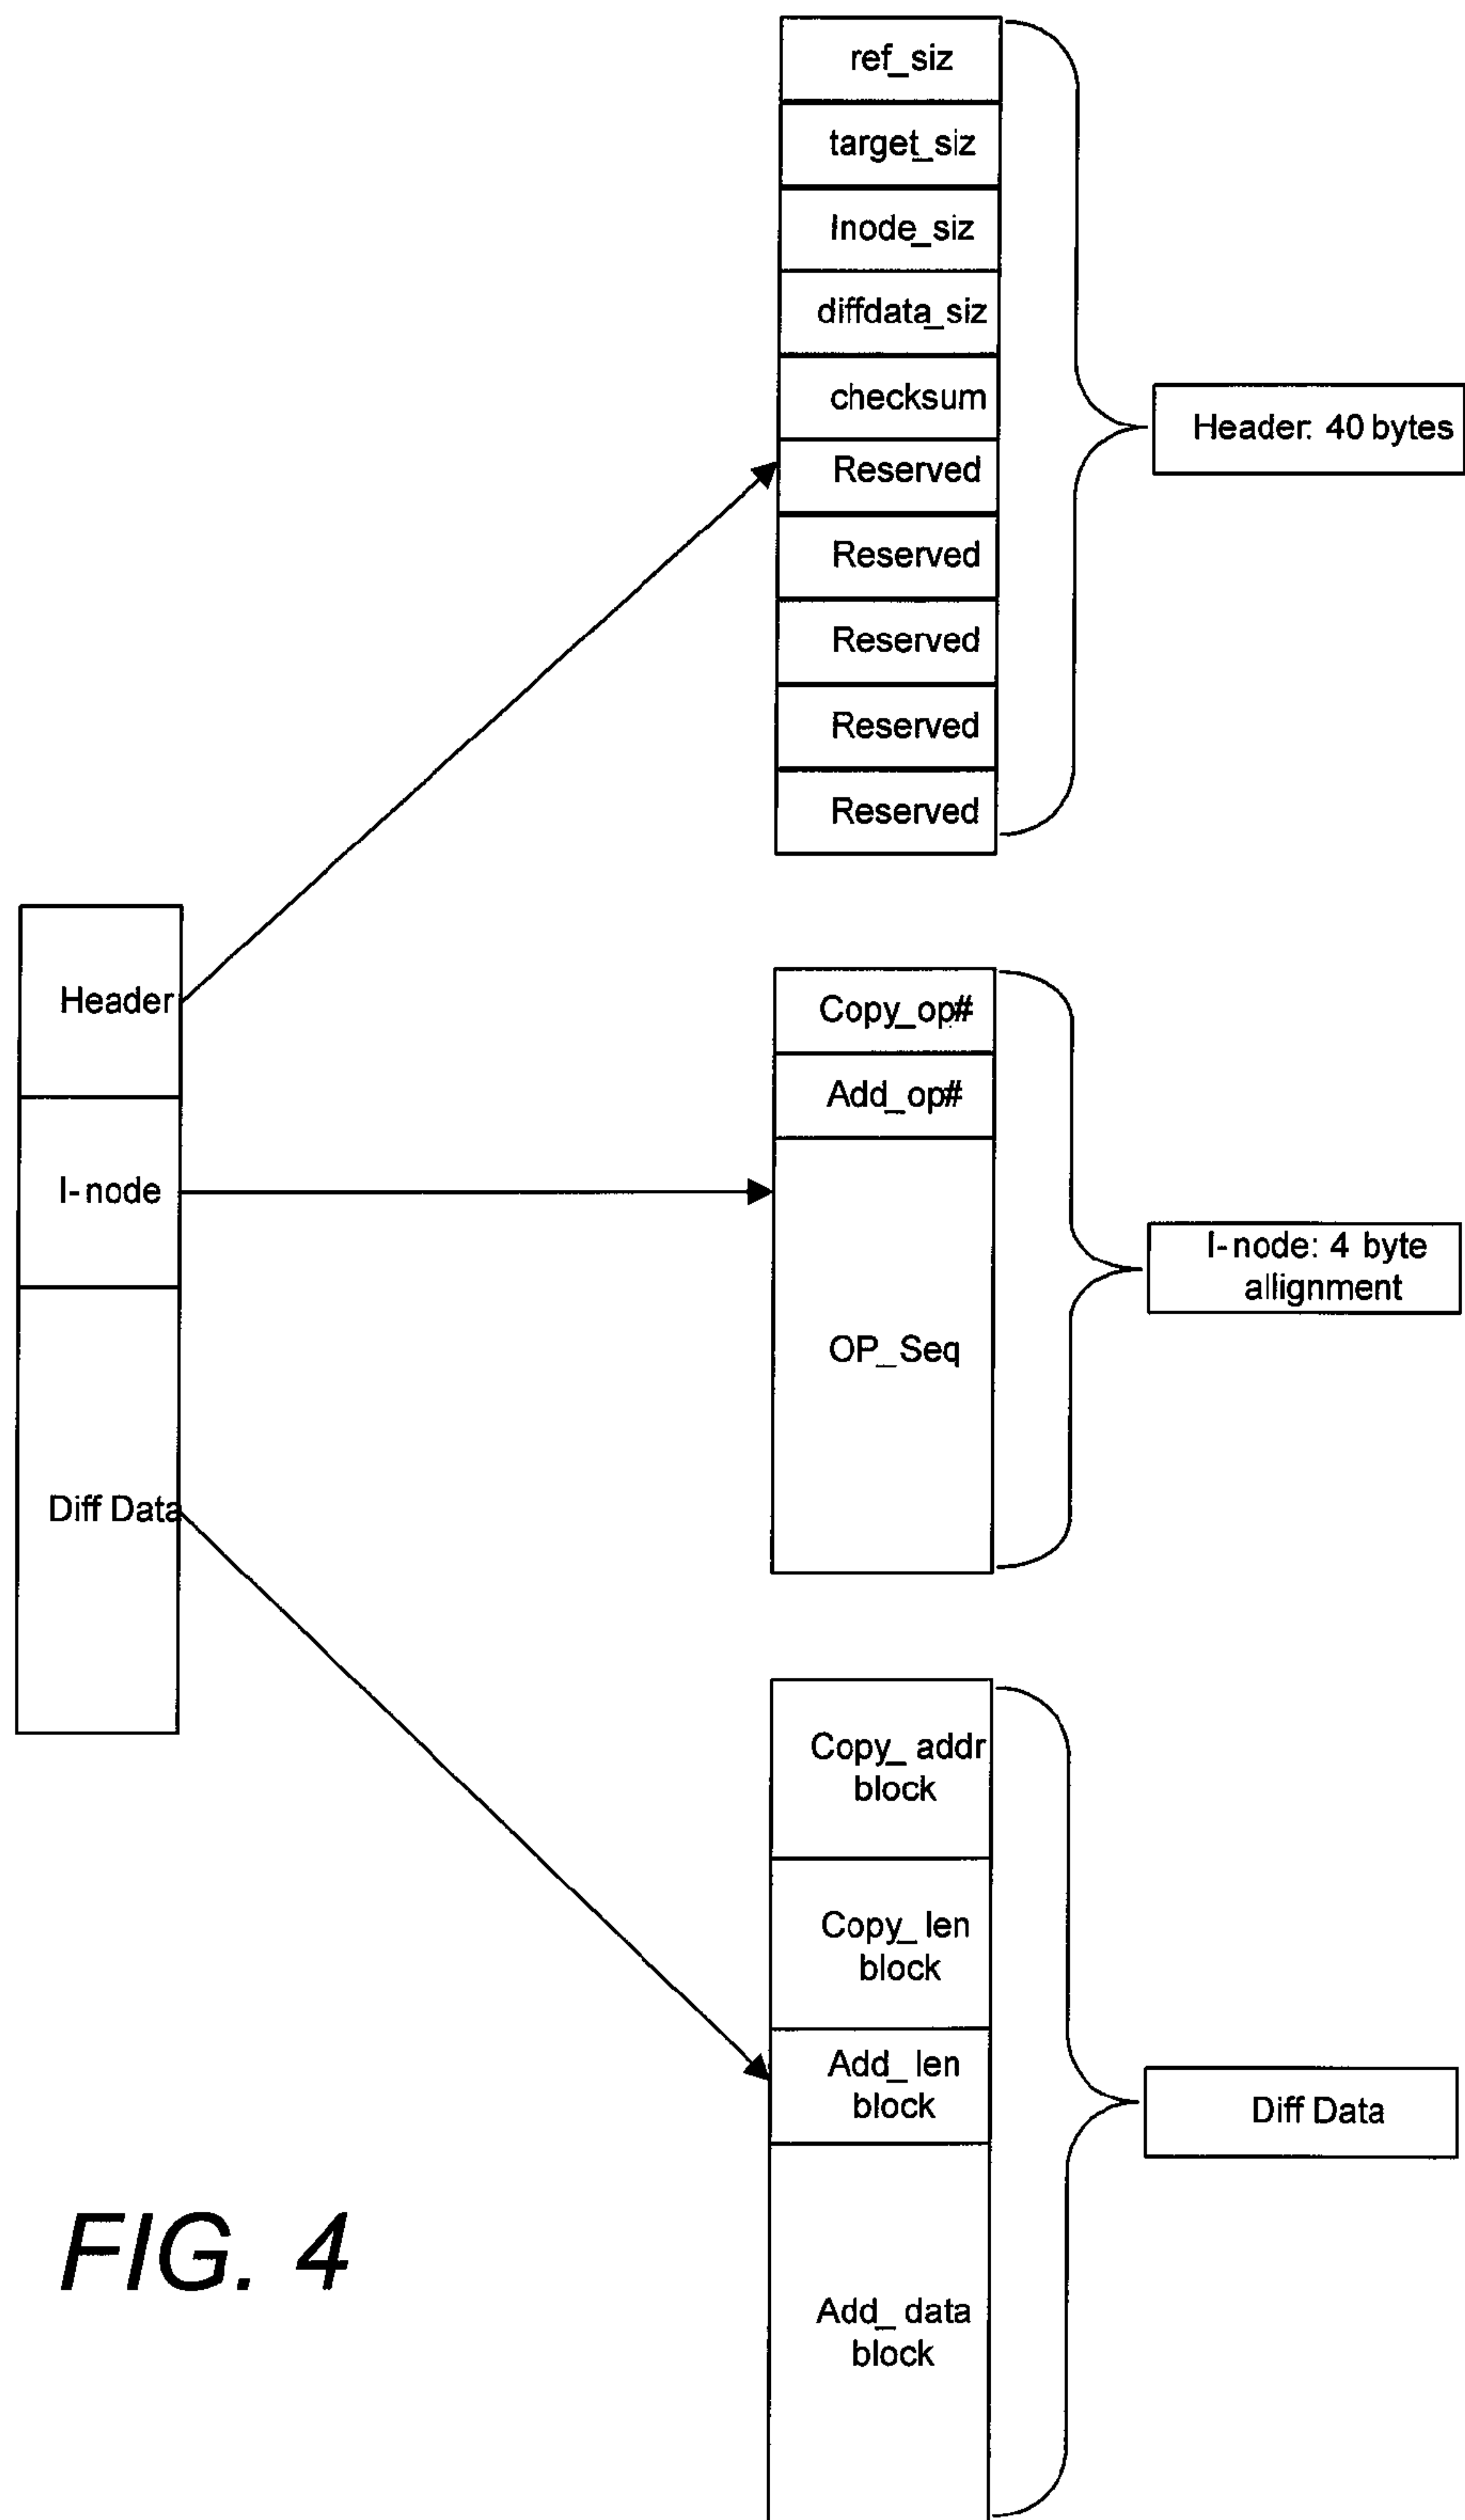 ref_siz
target_siz
Inode_siz
diffdata_siz
checksum
Reserved
Reserved
Reserved
Reserved
Reserved
Header: 40 bytes
Header
I-node
Diff Data
Copy_op#
Add_op#
OP_Seq
I-node: 4 byte
allignment
Copy_ addr
block
Copy_ len
block
Add_ len
block
Add_ data
block
Diff Data
FIG. 4